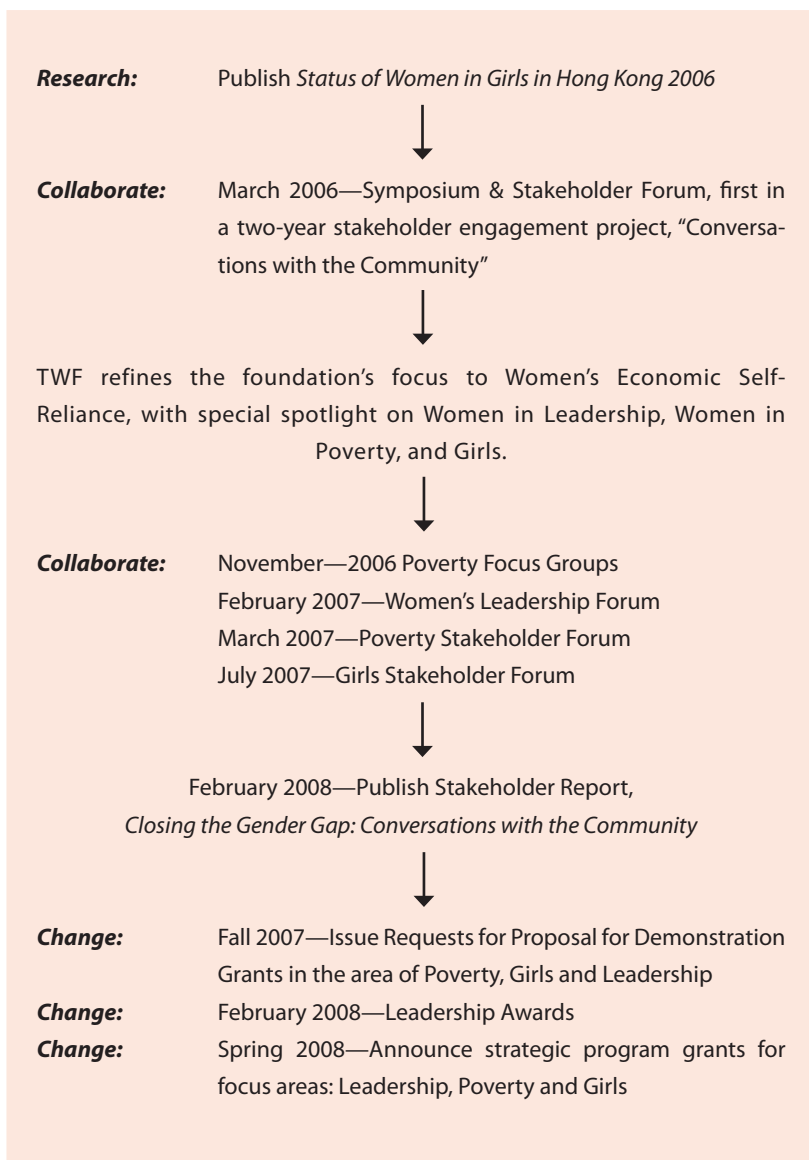 Research: Publish Status of Women in Girls in Hong Kong 2006
Collaborate: March 2006—Symposium & Stakeholder Forum, first in
a two-year stakeholder engagement project, “Conversa-
tions with the Community”
TWF refines the foundation’s focus to Women’s Economic Self-
Reliance, with special spotlight on Women in Leadership, Women in
Poverty, and Girls.
Collaborate: November—2006 Poverty Focus Groups
February 2007—Women’s Leadership Forum
March 2007—Poverty Stakeholder Forum
July 2007—Girls Stakeholder Forum
February 2008—Publish Stakeholder Report,
Closing the Gender Gap: Conversations with the Community
Change: Fall 2007—Issue Requests for Proposal for Demonstration
Grants in the area of Poverty, Girls and Leadership
Change: February 2008—Leadership Awards
Change: Spring 2008—Announce strategic program grants for
focus areas: Leadership, Poverty and Girls